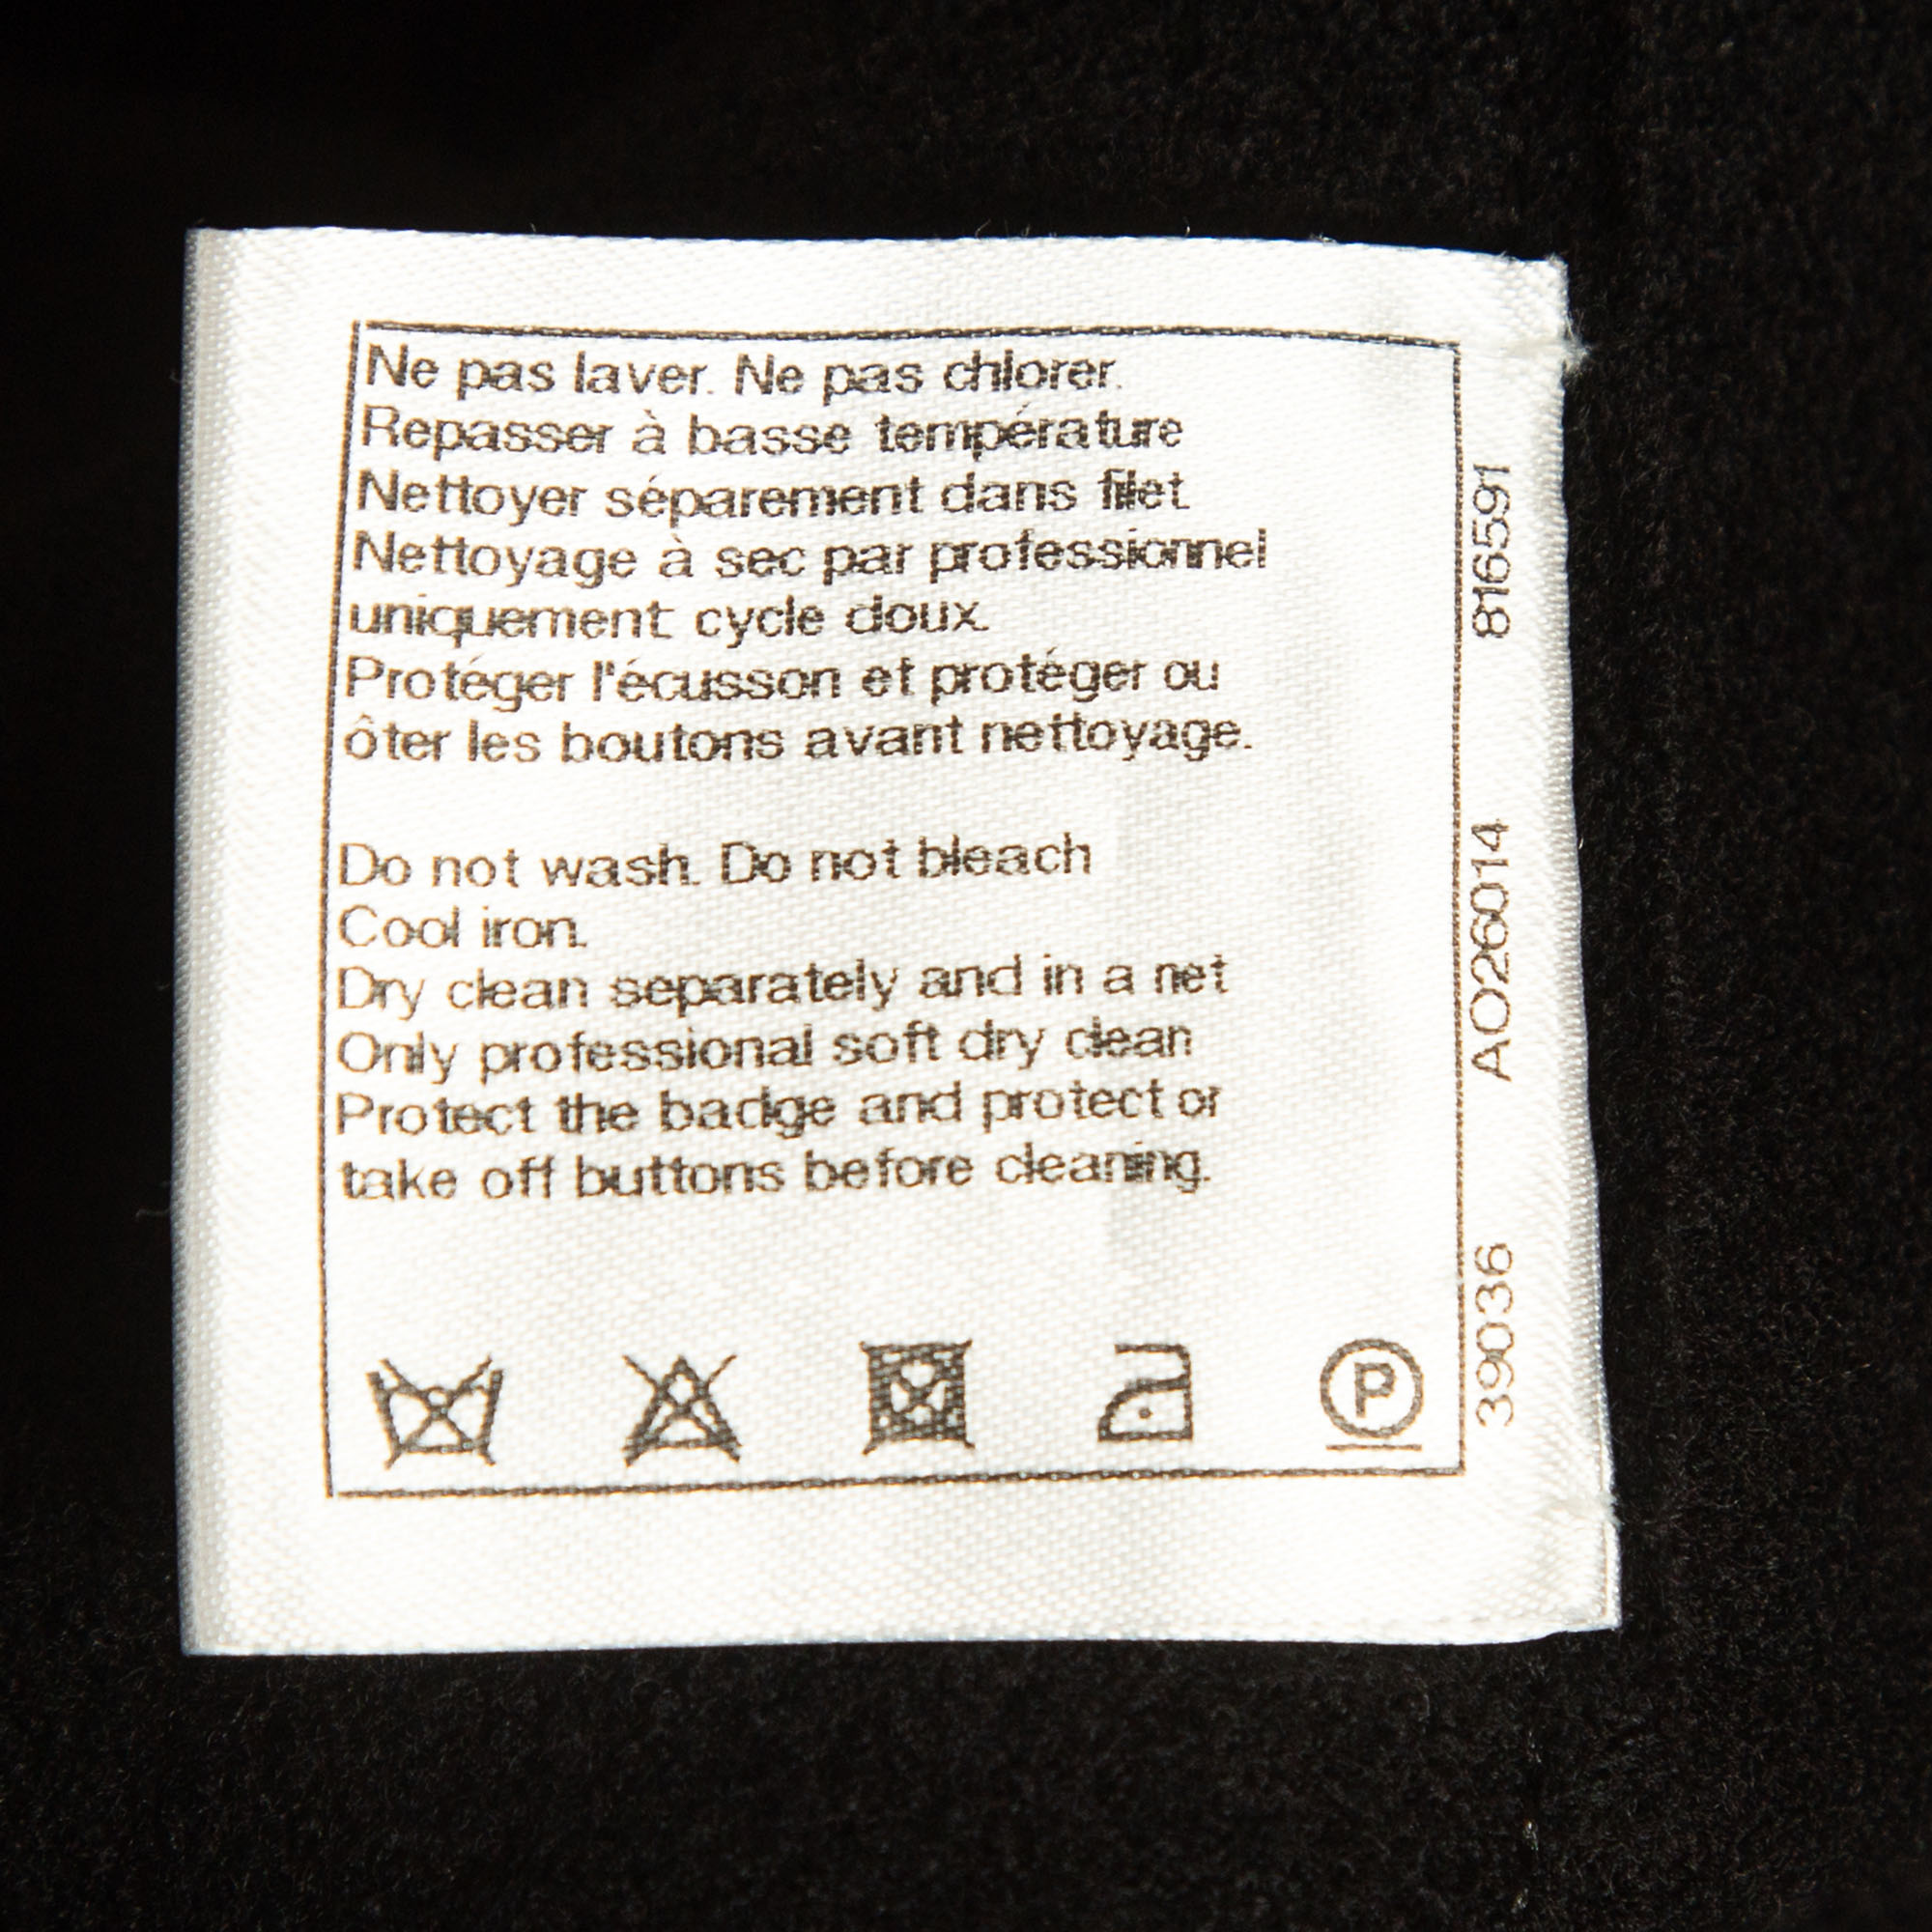 Ne pas laver. Ne pas chlorer.
Repasser à basse température
Nettoyer séparement dans filet
Nettoyage à sec par professionnel
uniquement cycle doux.
Protéger l'écusson et protéger ou
ôter les boutons avant nettoyage.
Do not wash. Do not bleach
Cool iron.
Dry clean separately and in a net
Only professional soft dry clean
Protect the badge and protect or
take off buttons before cleaning.
P
39036 AO26014 816591